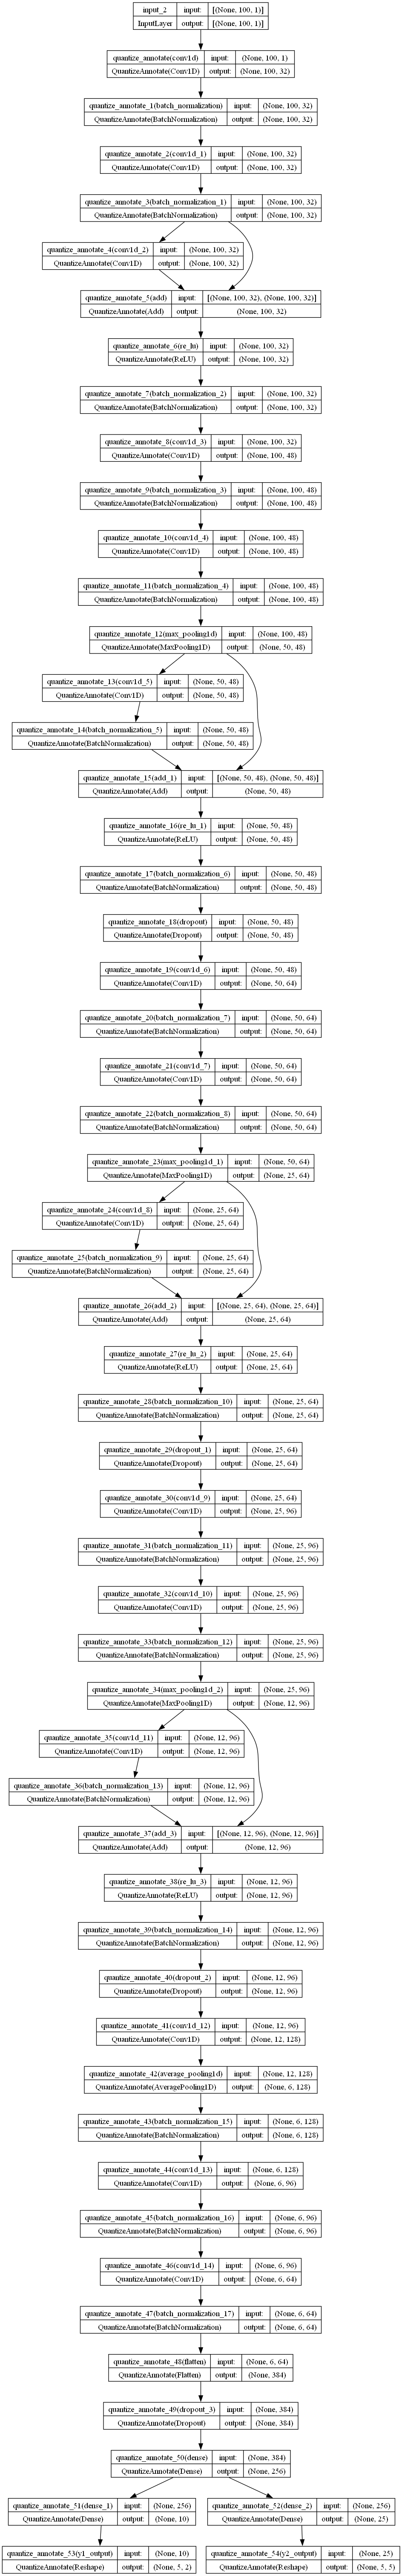 input_2 input: [(None, 100, 1)]
InputLayer output: [(None, 100, 1)]
quantize_annotate(conv1d) input: (None, 100, 1)
QuantizeAnnotate(Conv1D) output: (None, 100, 32)
quantize_annotate_1(batch_normalization) input: (None, 100, 32)
QuantizeAnnotate(BatchNormalization) output: (None, 100, 32)
quantize_annotate_2(conv1d_1) input: (None, 100, 32)
QuantizeAnnotate(Conv1D) output: (None, 100, 32)
quantize_annotate_3(batch_normalization_1) input: (None, 100, 32)
QuantizeAnnotate(BatchNormalization) output: (None, 100, 32)
quantize_annotate_4(conv1d_2) input: (None, 100, 32)
QuantizeAnnotate(Conv1D) output: (None, 100, 32)
quantize_annotate_5(add) input: [(None, 100, 32), (None, 100, 32)]
QuantizeAnnotate(Add) output: (None, 100, 32)
quantize_annotate_6(re_lu) input: (None, 100, 32)
QuantizeAnnotate(ReLU) output: (None, 100, 32)
quantize_annotate_7(batch_normalization_2) input: (None, 100, 32)
QuantizeAnnotate(BatchNormalization) output: (None, 100, 32)
quantize_annotate_8(conv1d_3) input: (None, 100, 32)
QuantizeAnnotate(Conv1D) output: (None, 100, 48)
quantize_annotate_9(batch_normalization_3) input: (None, 100, 48)
QuantizeAnnotate(BatchNormalization) output: (None, 100, 48)
quantize_annotate_10(conv1d_4) input: (None, 100, 48)
QuantizeAnnotate(Conv1D) output: (None, 100, 48)
quantize_annotate_11(batch_normalization_4) input: (None, 100, 48)
QuantizeAnnotate(BatchNormalization) output: (None, 100, 48)
quantize_annotate_12(max_pooling1d) input: (None, 100, 48)
QuantizeAnnotate(MaxPooling1D) output: (None, 50, 48)
quantize_annotate_13(conv1d_5) input: (None, 50, 48)
QuantizeAnnotate(Conv1D) output: (None, 50, 48)
quantize_annotate_14(batch_normalization_5) input: (None, 50, 48)
QuantizeAnnotate(BatchNormalization) output: (None, 50, 48)
quantize_annotate_15(add_1) input: [(None, 50, 48), (None, 50, 48)]
QuantizeAnnotate(Add) output: (None, 50, 48)
quantize_annotate_16(re_lu_1) input: (None, 50, 48)
QuantizeAnnotate(ReLU) output: (None, 50, 48)
quantize_annotate_17(batch_normalization_6) input: (None, 50, 48)
QuantizeAnnotate(BatchNormalization) output: (None, 50, 48)
quantize_annotate_18(dropout) input: (None, 50, 48)
QuantizeAnnotate(Dropout) output: (None, 50, 48)
quantize_annotate_19(conv1d_6) input: (None, 50, 48)
QuantizeAnnotate(Conv1D) output: (None, 50, 64)
quantize_annotate_20(batch_normalization_7) input: (None, 50, 64)
QuantizeAnnotate(BatchNormalization) output: (None, 50, 64)
quantize_annotate_21(conv1d_7) input: (None, 50, 64)
QuantizeAnnotate(Conv1D) output: (None, 50, 64)
quantize_annotate_22(batch_normalization_8) input: (None, 50, 64)
QuantizeAnnotate(BatchNormalization) output: (None, 50, 64)
quantize_annotate_23(max_pooling1d_1) input: (None, 50, 64)
QuantizeAnnotate(MaxPooling1D) output: (None, 25, 64)
quantize_annotate_24(conv1d_8) input: (None, 25, 64)
QuantizeAnnotate(Conv1D) output: (None, 25, 64)
quantize_annotate_25(batch_normalization_9) input: (None, 25, 64)
QuantizeAnnotate(BatchNormalization) output: (None, 25, 64)
quantize_annotate_26(add_2) input: [(None, 25, 64), (None, 25, 64)]
QuantizeAnnotate(Add) output: (None, 25, 64)
quantize_annotate_27(re_lu_2) input: (None, 25, 64)
QuantizeAnnotate(ReLU) output: (None, 25, 64)
quantize_annotate_28(batch_normalization_10) input: (None, 25, 64)
QuantizeAnnotate(BatchNormalization) output: (None, 25, 64)
quantize_annotate_29(dropout_1) input: (None, 25, 64)
QuantizeAnnotate(Dropout) output: (None, 25, 64)
quantize_annotate_30(conv1d_9) input: (None, 25, 64)
QuantizeAnnotate(Conv1D) output: (None, 25, 96)
quantize_annotate_31(batch_normalization_11) input: (None, 25, 96)
QuantizeAnnotate(BatchNormalization) output: (None, 25, 96)
quantize_annotate_32(conv1d_10) input: (None, 25, 96)
QuantizeAnnotate(Conv1D) output: (None, 25, 96)
quantize_annotate_33(batch_normalization_12) input: (None, 25, 96)
QuantizeAnnotate(BatchNormalization) output: (None, 25, 96)
quantize_annotate_34(max_pooling1d_2) input: (None, 25, 96)
QuantizeAnnotate(MaxPooling1D) output: (None, 12, 96)
quantize_annotate_35(conv1d_11) input: (None, 12, 96)
QuantizeAnnotate(Conv1D) output: (None, 12, 96)
quantize_annotate_36(batch_normalization_13) input: (None, 12, 96)
QuantizeAnnotate(BatchNormalization) output: (None, 12, 96)
quantize_annotate_37(add_3) input: [(None, 12, 96), (None, 12, 96)]
QuantizeAnnotate(Add) output: (None, 12, 96)
quantize_annotate_38(re_lu_3) input: (None, 12, 96)
QuantizeAnnotate(ReLU) output: (None, 12, 96)
quantize_annotate_39(batch_normalization_14) input: (None, 12, 96)
QuantizeAnnotate(BatchNormalization) output: (None, 12, 96)
quantize_annotate_40(dropout_2) input: (None, 12, 96)
QuantizeAnnotate(Dropout) output: (None, 12, 96)
quantize_annotate_41(conv1d_12) input: (None, 12, 96)
QuantizeAnnotate(Conv1D) output: (None, 12, 128)
quantize_annotate_42(average_pooling1d) input: (None, 12, 128)
QuantizeAnnotate(AveragePooling1D) output: (None, 6, 128)
quantize_annotate_43(batch_normalization_15) input: (None, 6, 128)
QuantizeAnnotate(BatchNormalization) output: (None, 6, 128)
quantize_annotate_44(conv1d_13) input: (None, 6, 128)
QuantizeAnnotate(Conv1D) output: (None, 6, 96)
quantize_annotate_45(batch_normalization_16) input: (None, 6, 96)
QuantizeAnnotate(BatchNormalization) output: (None, 6, 96)
quantize_annotate_46(conv1d_14) input: (None, 6, 96)
QuantizeAnnotate(Conv1D) output: (None, 6, 64)
quantize_annotate_47(batch_normalization_17) input: (None, 6, 64)
QuantizeAnnotate(BatchNormalization) output: (None, 6, 64)
quantize_annotate_48(flatten) input: (None, 6, 64)
QuantizeAnnotate(Flatten) output: (None, 384)
quantize_annotate_49(dropout_3) input: (None, 384)
QuantizeAnnotate(Dropout) output: (None, 384)
quantize_annotate_50(dense) input: (None, 384)
QuantizeAnnotate(Dense) output: (None, 256)
quantize_annotate_51(dense_1) input: (None, 256) quantize_annotate_52(dense_2) input: (None, 256)
QuantizeAnnotate(Dense) output: (None, 10) QuantizeAnnotate(Dense) output: (None, 25)
quantize_annotate_53(y1_output) input: (None, 10) quantize_annotate_54(y2_output) input: (None, 25)
QuantizeAnnotate(Reshape) output: (None, 5, 2) QuantizeAnnotate(Reshape) output: (None, 5, 5)